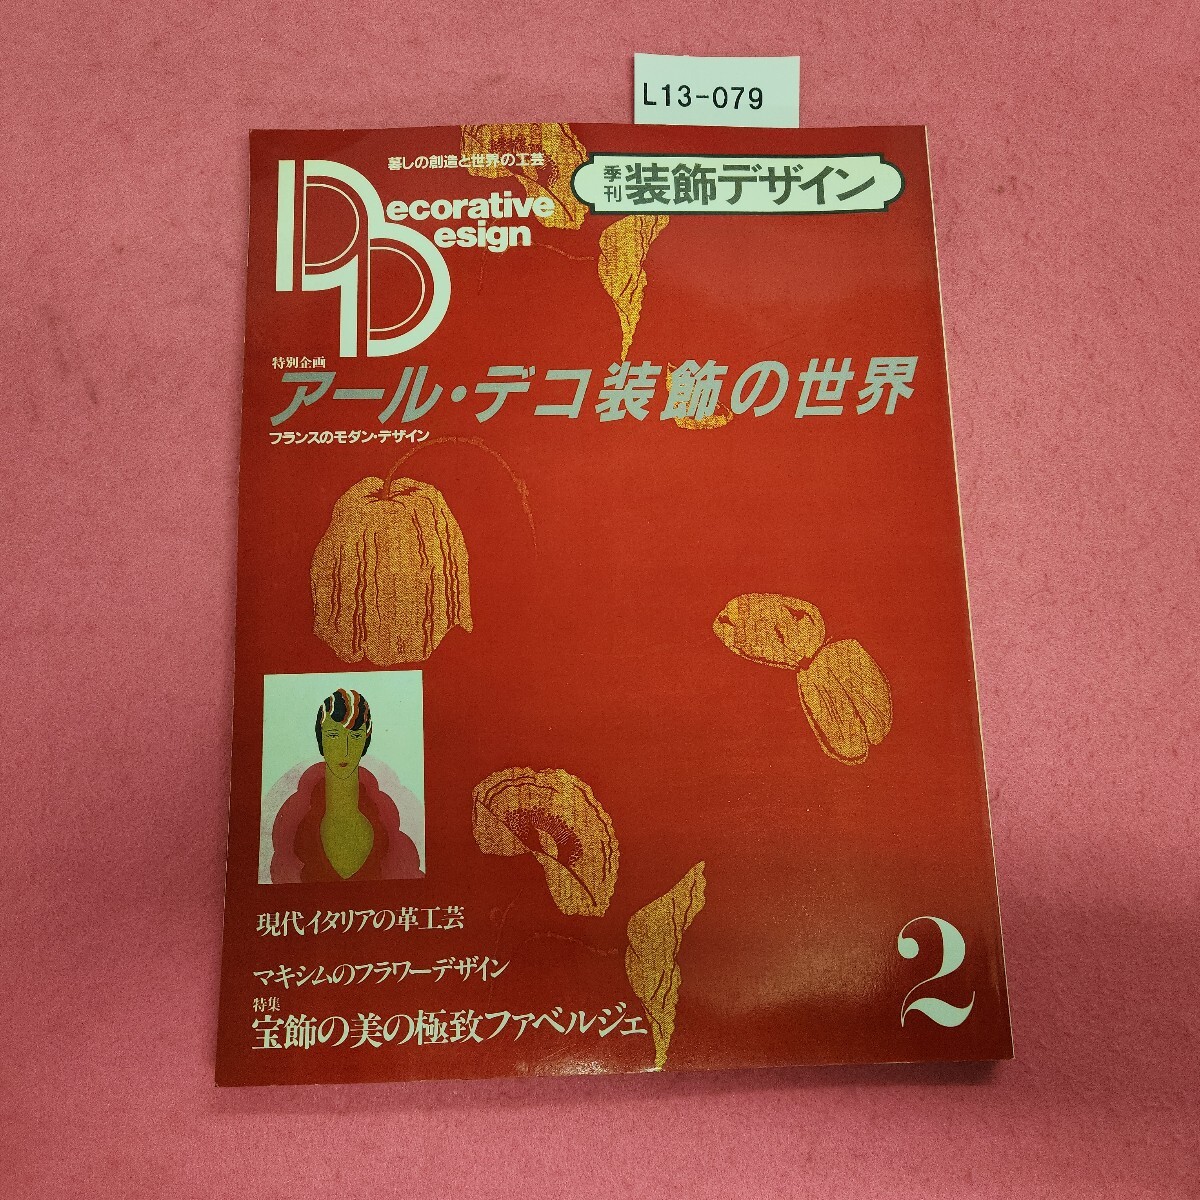 L13-079
暮しの創造と世界の工芸
季刊 装飾デザイン
Decorative
Design
特別企画
アール・デコ装飾の世界
フランスのモダン・デザイン
現代イタリアの革工芸
マキシムのフラワーデザイン
特集
宝飾の美の極致ファベルジェ
2